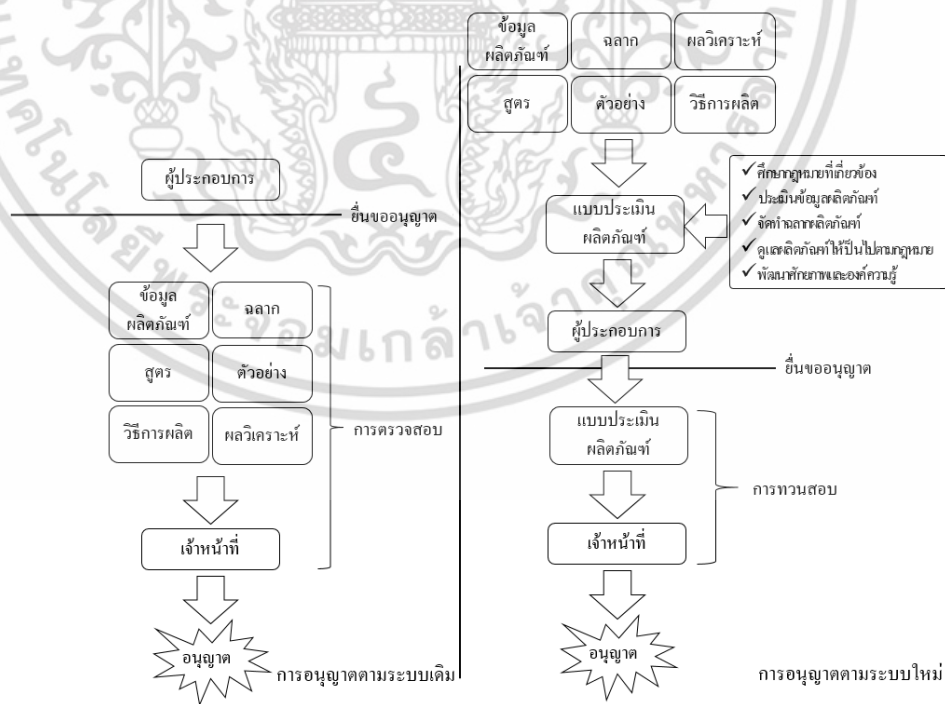 ผู้ประกอบการ
ยื่นขออนุญาต
ข้อมูล
ผลิตภัณฑ์
ฉลาก
สูตร
ตัวอย่าง
วิธีการผลิต
ผลวิเคราะห์
การตรวจสอบ
เจ้าหน้าที่
อนุญาต
การอนุญาตตามระบบเดิม
ข้อมูล
ผลิตภัณฑ์
ฉลาก
ผลวิเคราะห์
สูตร
ตัวอย่าง
วิธีการผลิต
แบบประเมิน
ผลิตภัณฑ์
✓ ศึกษากฎหมายที่เกี่ยวข้อง
✓ ประเมินข้อมูลผลิตภัณฑ์
✓ จัดทำฉลากผลิตภัณฑ์
✓ ดูแลผลิตภัณฑ์ให้เป็นไปตามกฎหมาย
✓ พัฒนาศักยภาพและองค์ความรู้
ผู้ประกอบการ
ยื่นขออนุญาต
แบบประเมิน
ผลิตภัณฑ์
การทวนสอบ
เจ้าหน้าที่
อนุญาต
การอนุญาตตามระบบใหม่